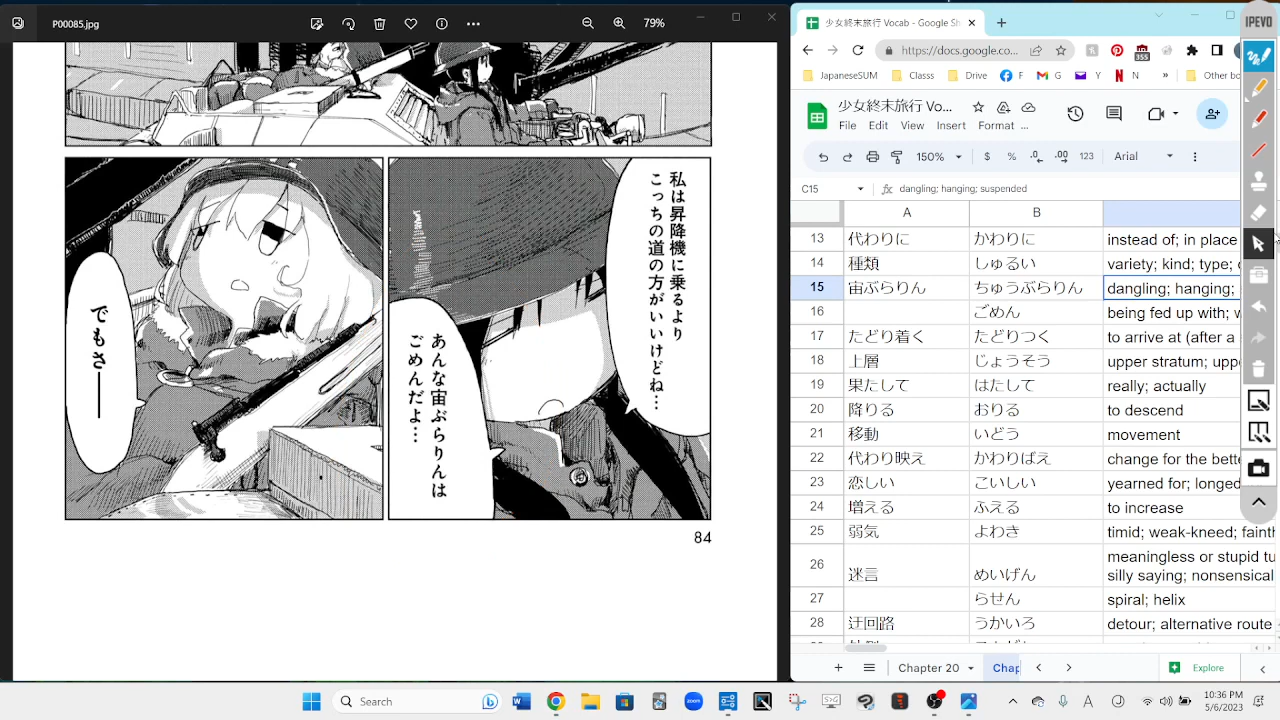 P00085.jpg
79%
私は昇降機に乗るより
こっちの道の方がいいけどね…
あんな宙ぶらりんは
ごめんだよ…
でもさ——
84
少女終末旅行 Vocab - Google Sh
https://docs.google.co...
355
JapaneseSUM
Classs
Drive
F
G
Y
N
Other bo
少女終末旅行 Vo...
File Edit View Insert Format ...
150% $ % .0 .00 123 Arial
C15 fx dangling; hanging; suspended
A B
13 代わりに かわりに instead of; in place
14 種類 しゅるい variety; kind; type;
15 宙ぶらりん ちゅうぶらりん dangling; hanging;
16 ごめん being fed up with;
17 たどり着く たどりつく to arrive at (after a
18 上層 じょうそう upper stratum; upp
19 果たして はたして really; actually
20 降りる おりる to descend
21 移動 いどう movement
22 代わり映え かわりばえ change for the bette
23 恋しい こいしい yearned for; longed
24 増える ふえる to increase
25 弱気 よわき timid; weak-kneed; fainth
26 迷言 めいげん meaningless or stupid tu
silly saying; nonsensical
27 らせん spiral; helix
28 迂回路 うかいろ detour; alternative route
Chapter 20
Chap
Explore
IPEVO
Search
zoom
10:36 PM
5/6/2023